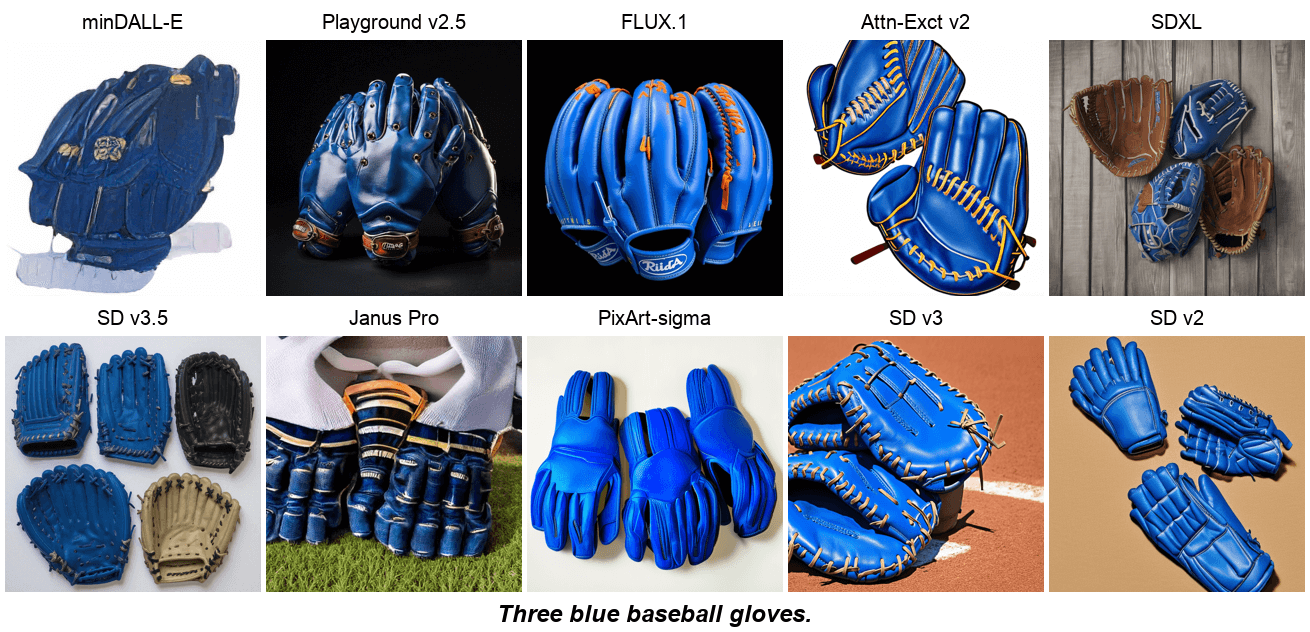 minDALL-E
Playground v2.5
FLUX.1
Attn-Exct v2
SDXL
RiidA
SD v3.5
Janus Pro
PixArt-sigma
SD v3
SD v2
Three blue baseball gloves.